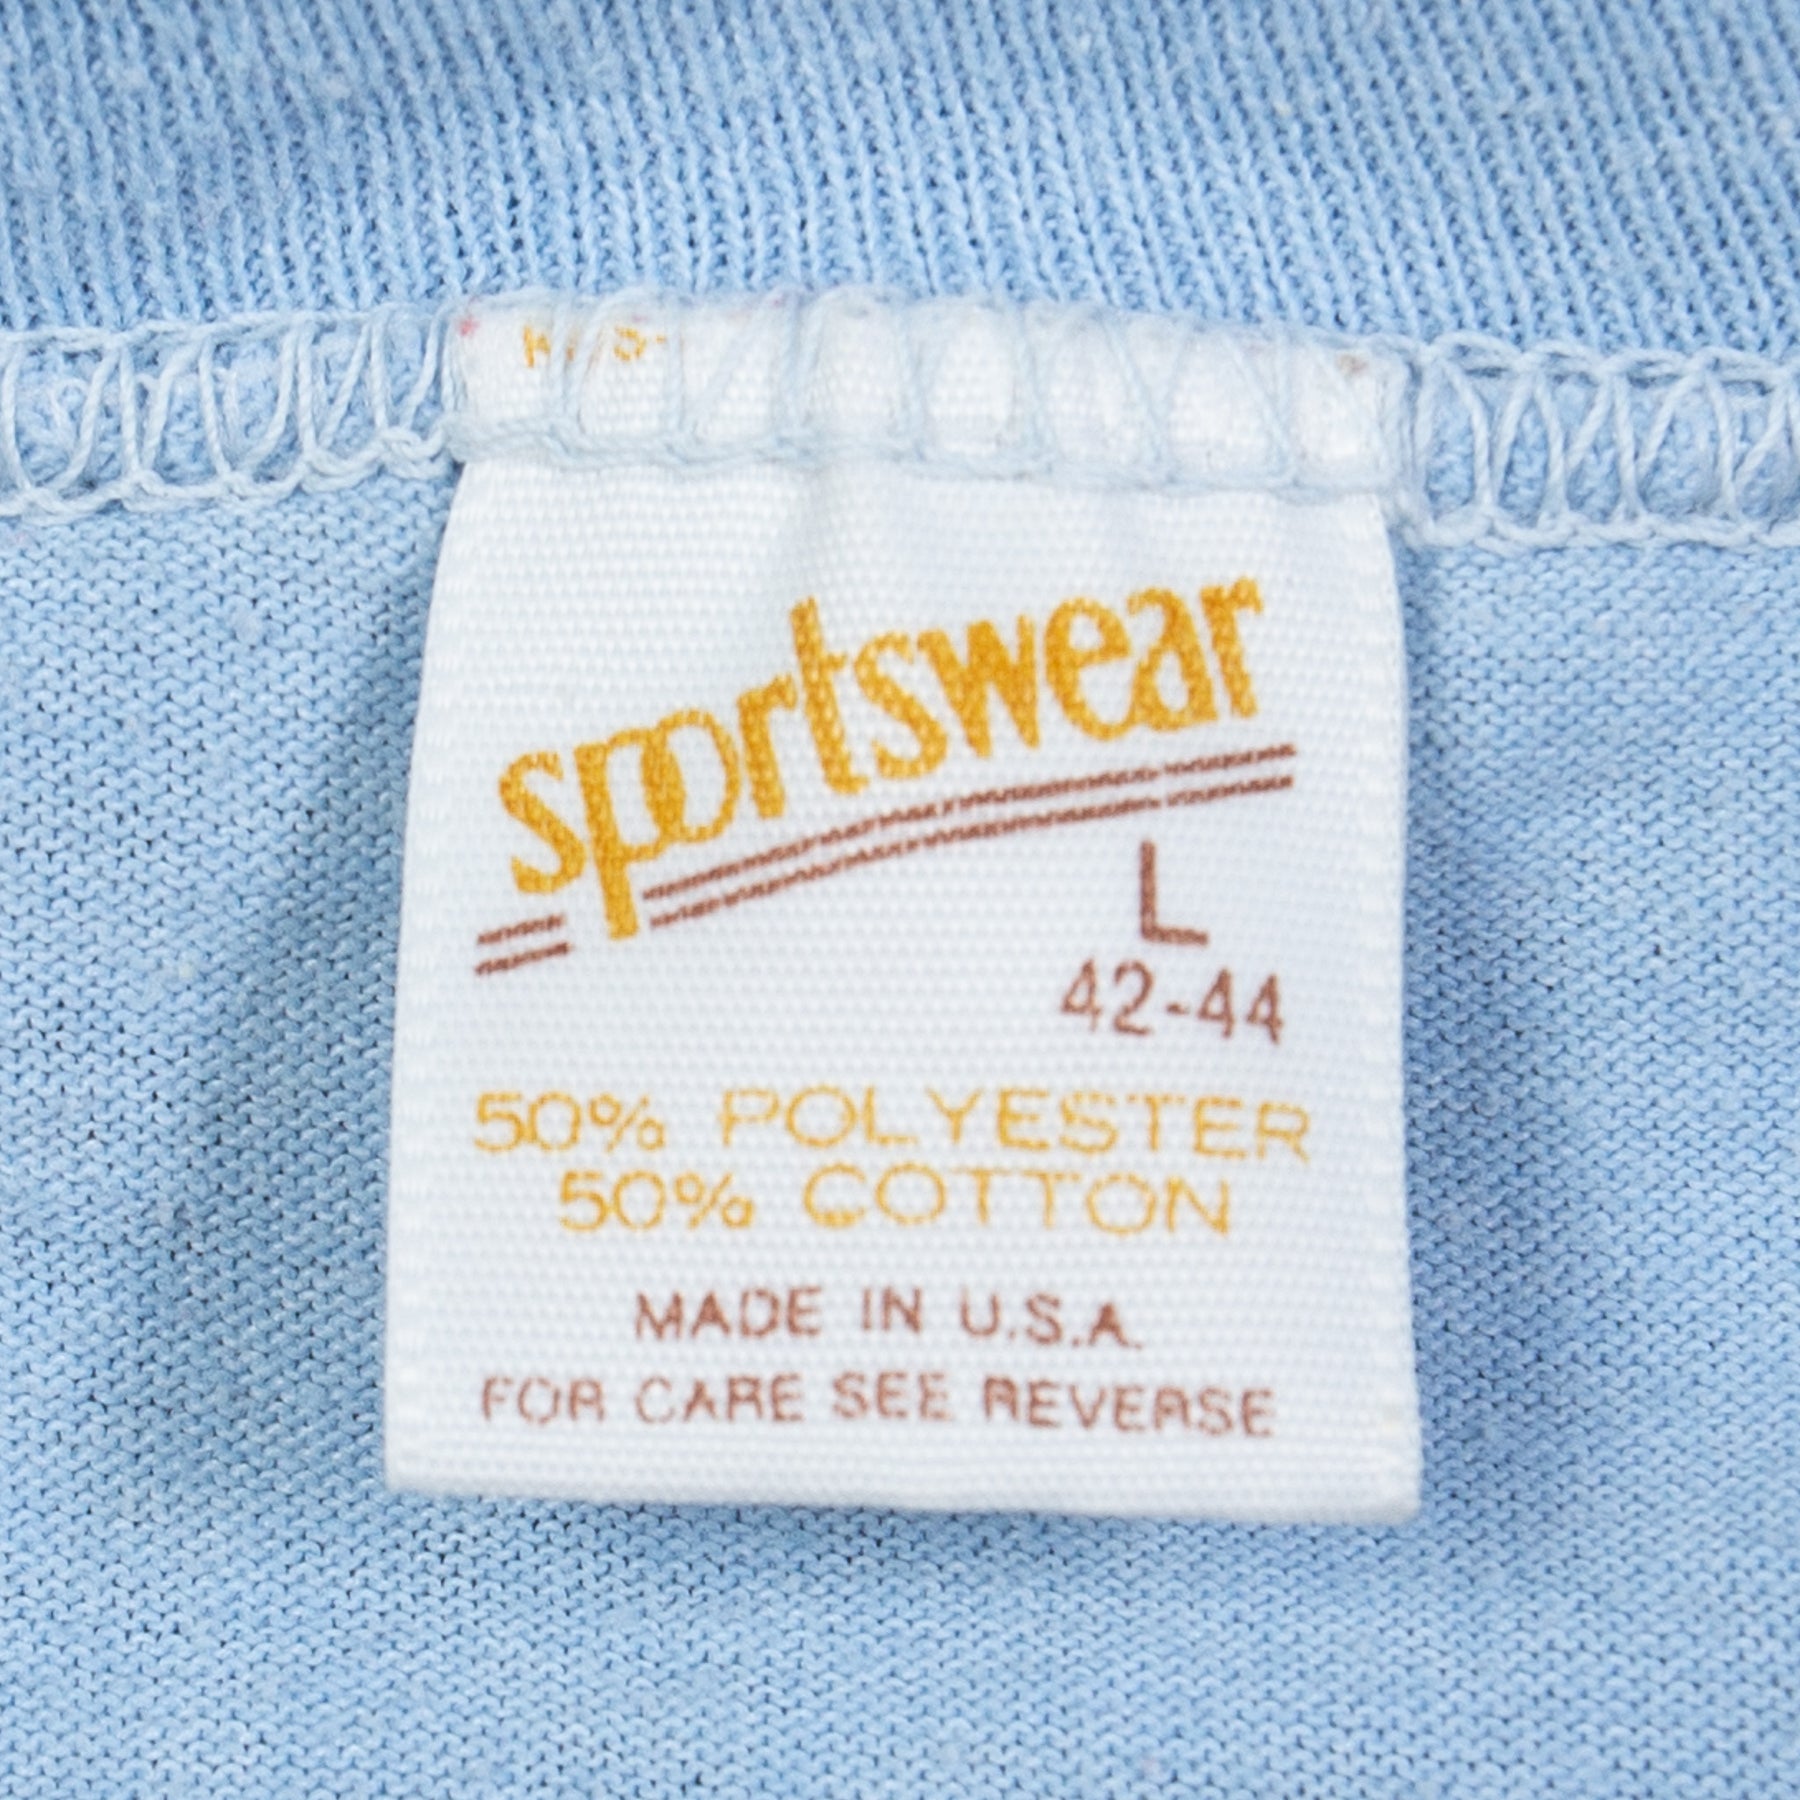 sportswear
L
42-44
50% POLYESTER
50% COTTON
MADE IN U.S.A.
FOR CARE SEE REVERSE